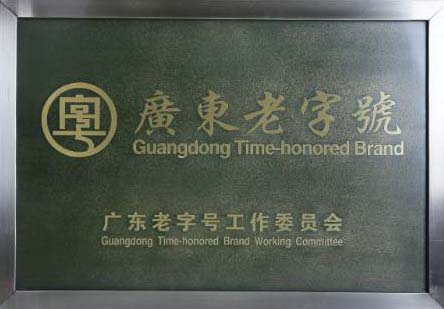 廣東老字號
Guangdong Time-honored Brand
广东老字号工作委员会
Guangdong Time-honored Brand Working Committee